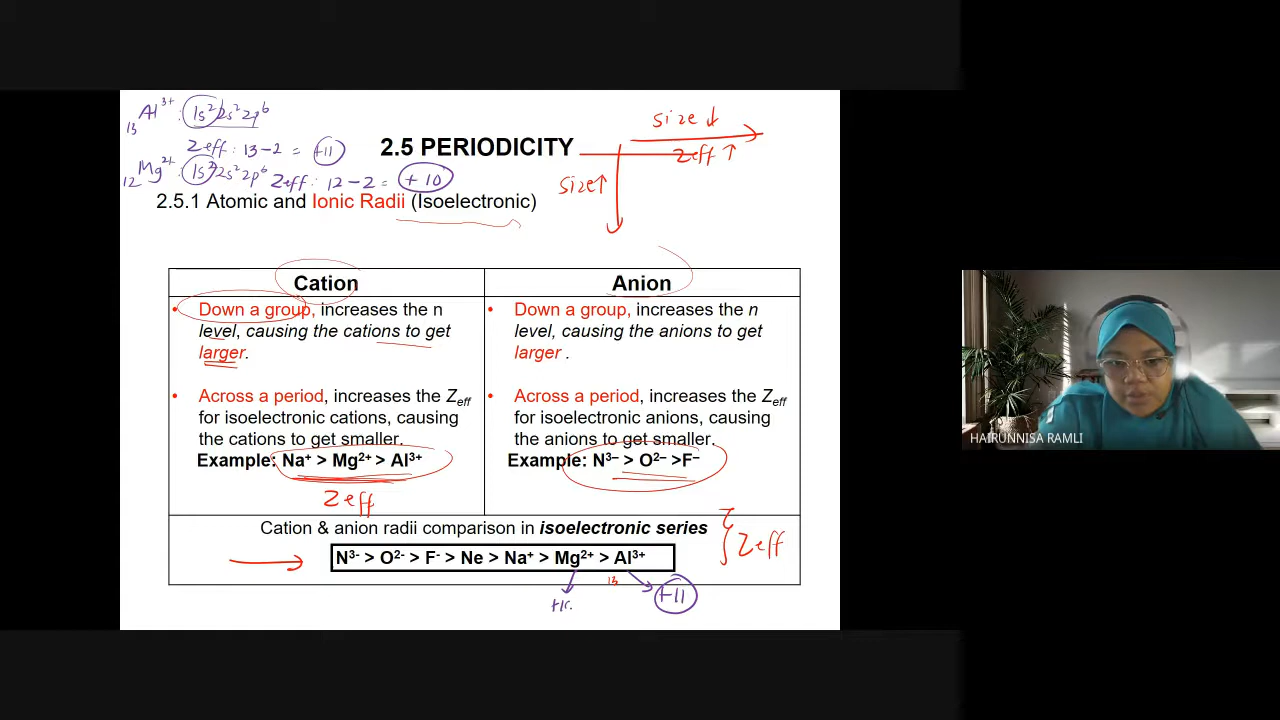 13Al³⁺: 1s² 2s² 2p⁶
Zeff: 13-2 = +11
12Mg²⁺: 1s² 2s² 2p⁶ Zeff: 12-2 = +10
size ↓
Zeff ↑
size ↑
2.5 PERIODICITY
2.5.1 Atomic and Ionic Radii (Isoelectronic)
Cation
• Down a group, increases the n
level, causing the cations to get
larger.
• Across a period, increases the Zeff
for isoelectronic cations, causing
the cations to get smaller.
Example: Na⁺ > Mg²⁺ > Al³⁺
Zeff
Anion
• Down a group, increases the n
level, causing the anions to get
larger .
• Across a period, increases the Zeff
for isoelectronic anions, causing
the anions to get smaller.
Example: N³⁻ > O²⁻ >F⁻
Cation & anion radii comparison in isoelectronic series
N³⁻ > O²⁻ > F⁻ > Ne > Na⁺ > Mg²⁺ > Al³⁺
Zeff
13
+11
HAIRUNNISA RAMLI